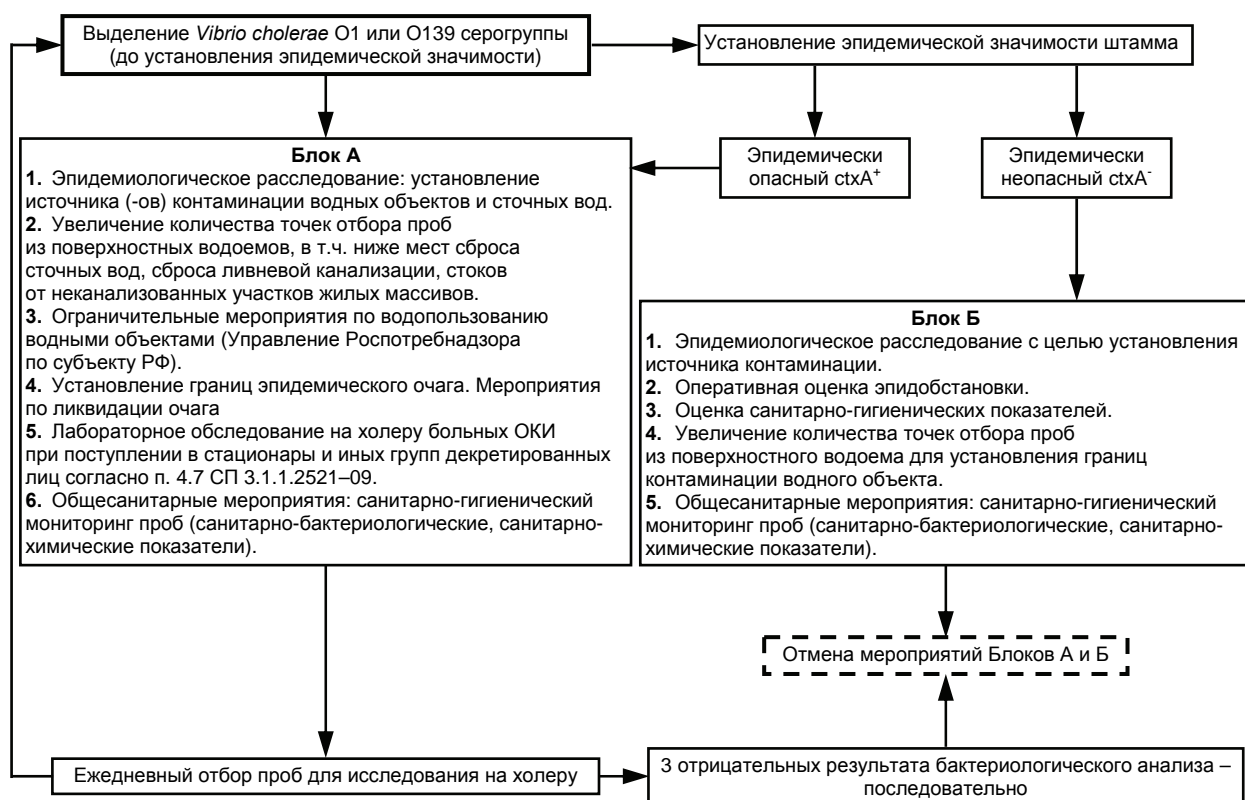 Выделение Vibrio cholerae O1 или O139 серогруппы
(до установления эпидемической значимости)
Установление эпидемической значимости штамма
Эпидемически
опасный ctxA+
Эпидемически
неопасный ctxA-
Блок А
1. Эпидемиологическое расследование: установление
источника (-ов) контаминации водных объектов и сточных вод.
2. Увеличение количества точек отбора проб
из поверхностных водоемов, в т.ч. ниже мест сброса
сточных вод, сброса ливневой канализации, стоков
от неканализованных участков жилых массивов.
3. Ограничительные мероприятия по водопользованию
водными объектами (Управление Роспотребнадзора
по субъекту РФ).
4. Установление границ эпидемического очага. Мероприятия
по ликвидации очага
5. Лабораторное обследование на холеру больных ОКИ
при поступлении в стационары и иных групп декретированных
лиц согласно п. 4.7 СП 3.1.1.2521–09.
6. Общесанитарные мероприятия: санитарно-гигиенический
мониторинг проб (санитарно-бактериологические, санитарно-
химические показатели).
Блок Б
1. Эпидемиологическое расследование с целью установления
источника контаминации.
2. Оперативная оценка эпидобстановки.
3. Оценка санитарно-гигиенических показателей.
4. Увеличение количества точек отбора проб
из поверхностного водоема для установления границ
контаминации водного объекта.
5. Общесанитарные мероприятия: санитарно-гигиенический
мониторинг проб (санитарно-бактериологические, санитарно-
химические показатели).
Отмена мероприятий Блоков А и Б
Ежедневный отбор проб для исследования на холеру
3 отрицательных результата бактериологического анализа –
последовательно